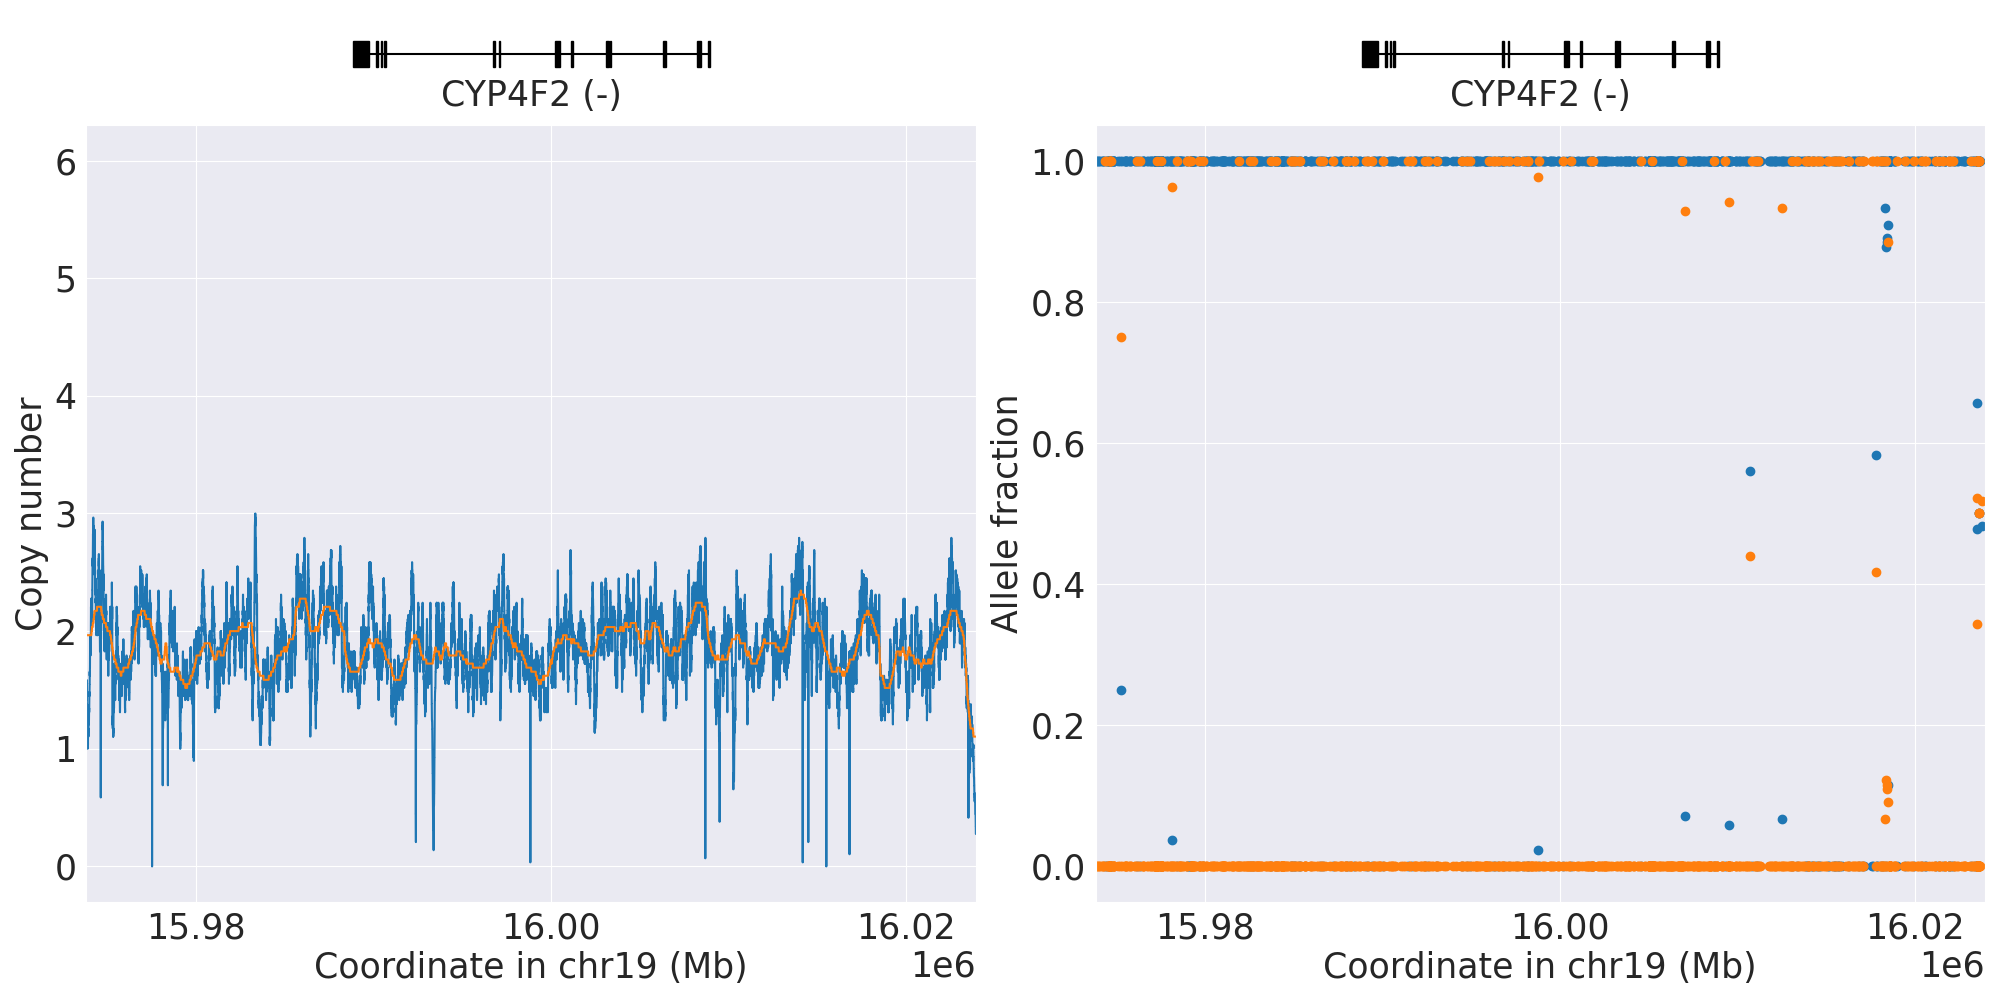 CYP4F2 (-)
CYP4F2 (-)
Copy number
6
5
4
3
2
1
0
15.98
16.00
16.02
Coordinate in chr19 (Mb)
1e6
Allele fraction
1.0
0.8
0.6
0.4
0.2
0.0
15.98
16.00
16.02
Coordinate in chr19 (Mb)
1e6